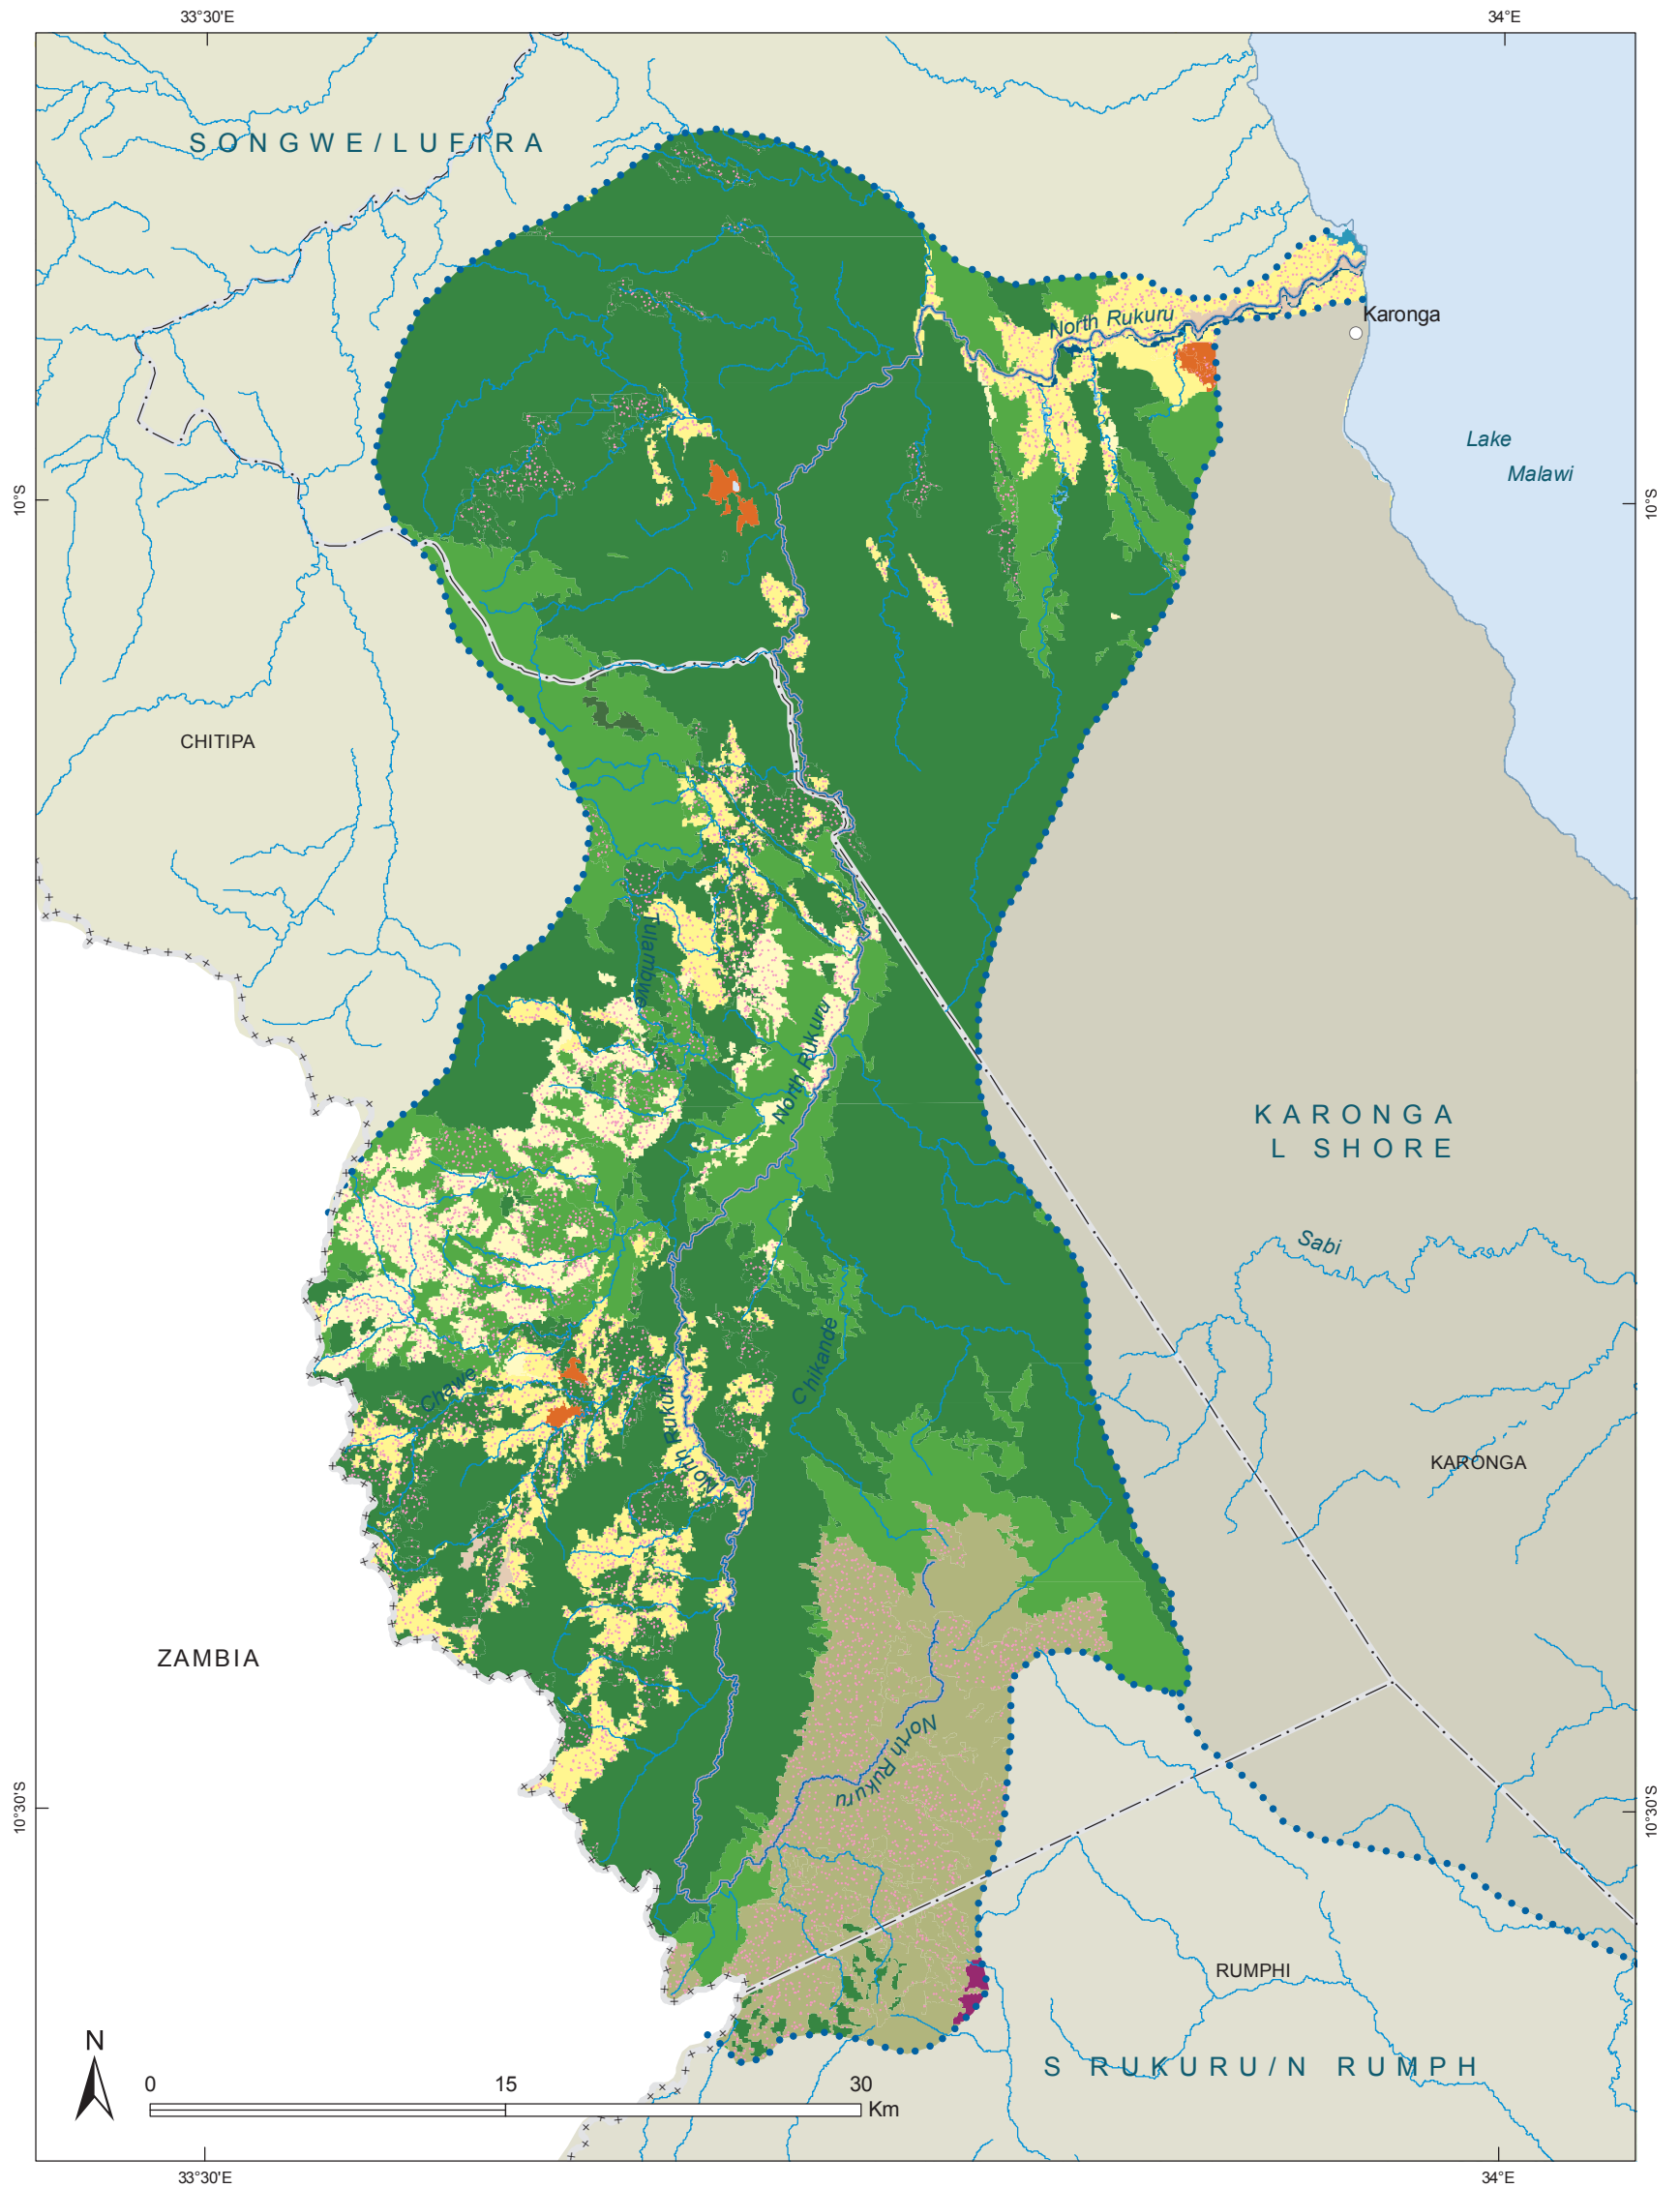 33°30'E
34°E
SONGWE/LUFIRA
North Rukuru
Karonga
Lake
Malawi
10°S
10°S
CHITIPA
Tulambwe
North Rukuru
KARONGA
L SHORE
Sabi
Chikande
Chawe
North Rukuru
KARONGA
ZAMBIA
North Rukuru
10°30'S
10°30'S
RUMPHI
N
S RUKURU/N RUMPH
0 15 30
Km
33°30'E
34°E